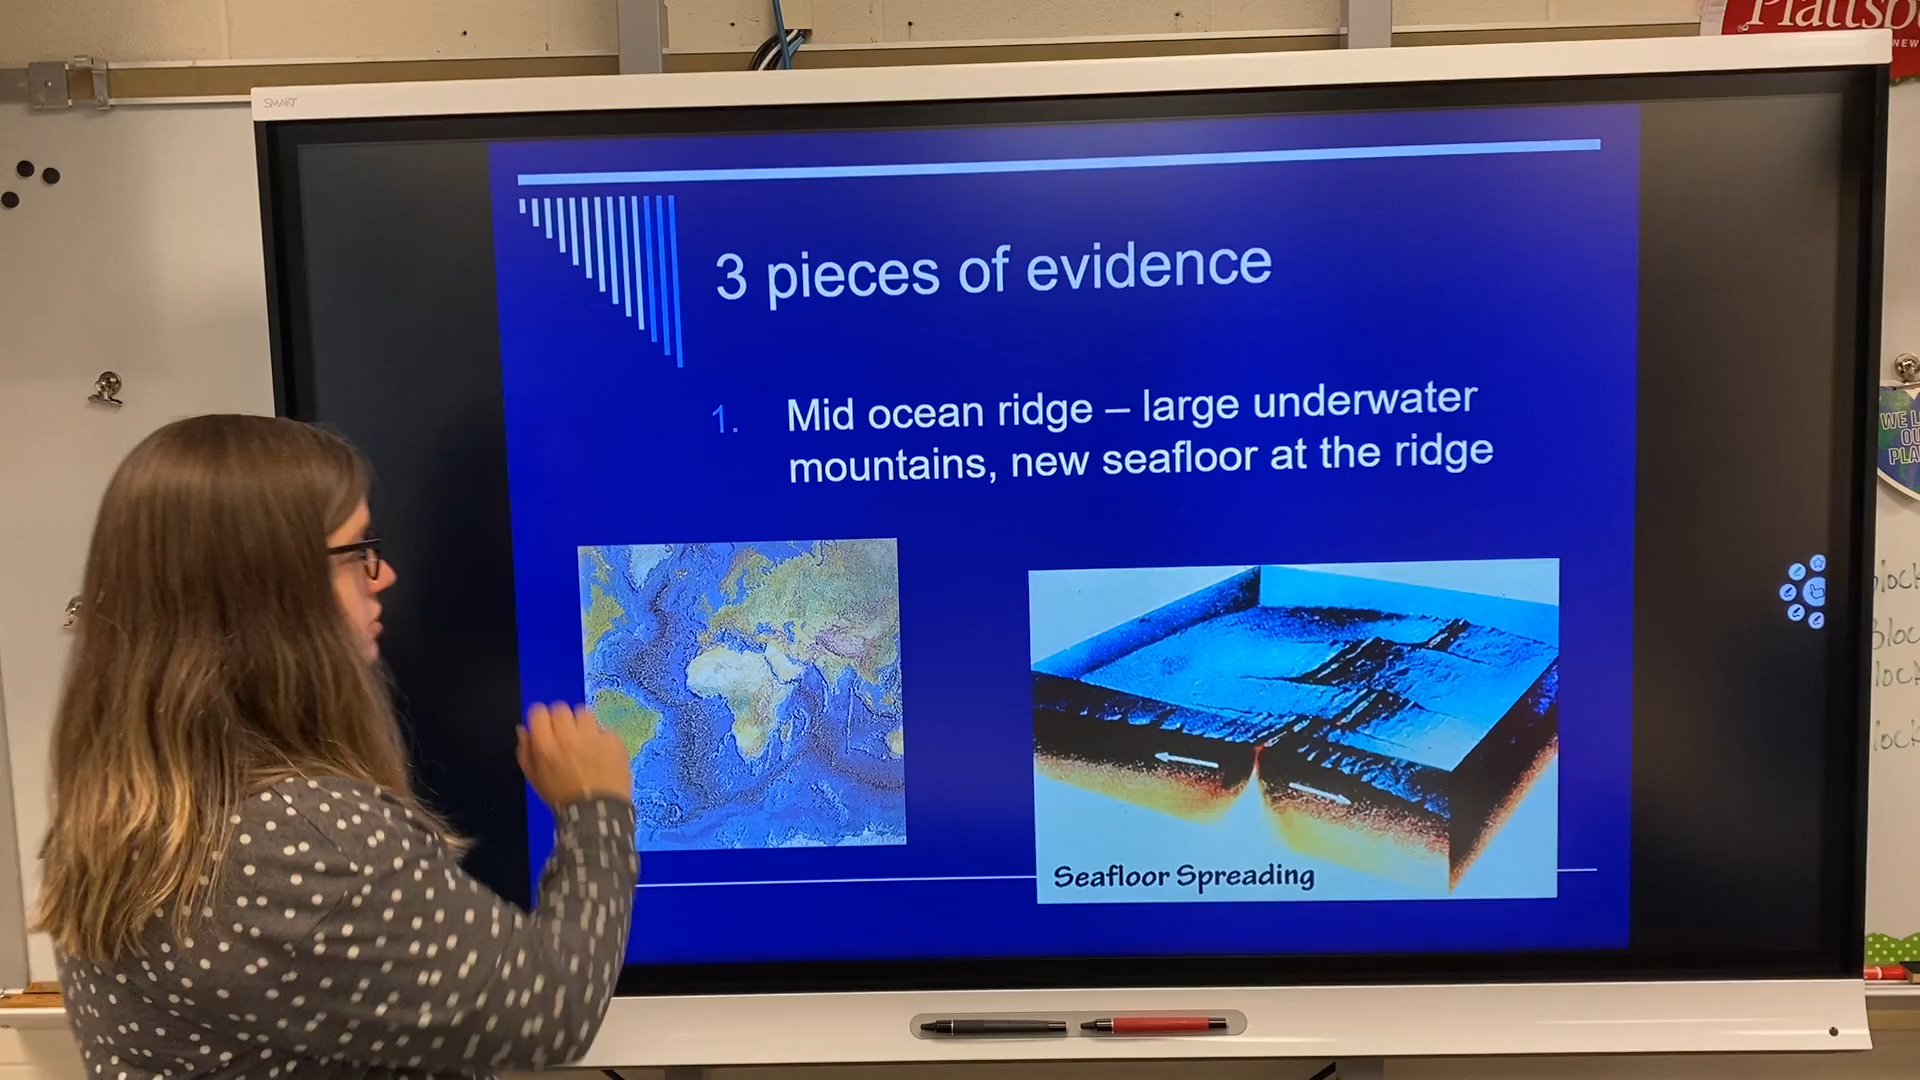 SMART
3 pieces of evidence
1. Mid ocean ridge – large underwater
mountains, new seafloor at the ridge
Seafloor Spreading